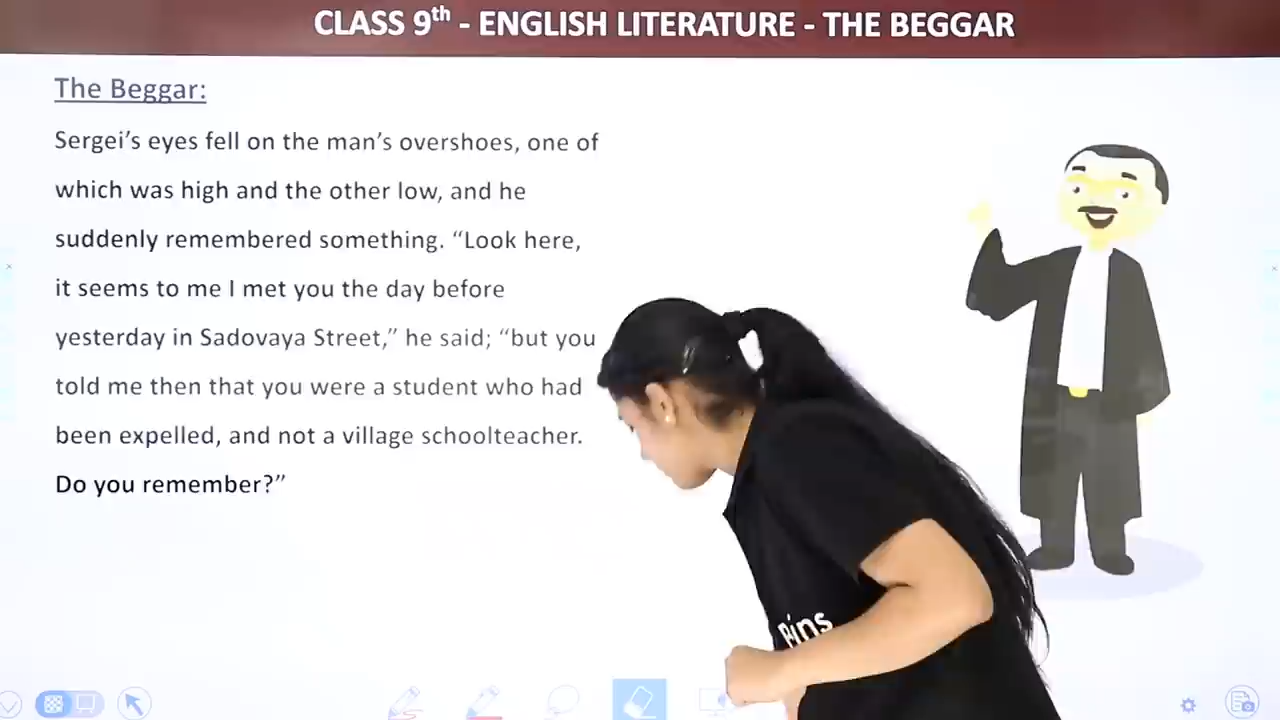 CLASS 9th - ENGLISH LITERATURE - THE BEGGAR
The Beggar:
Sergei’s eyes fell on the man’s overshoes, one of
which was high and the other low, and he
suddenly remembered something. “Look here,
it seems to me I met you the day before
yesterday in Sadovaya Street,” he said; “but you
told me then that you were a student who had
been expelled, and not a village schoolteacher.
Do you remember?”